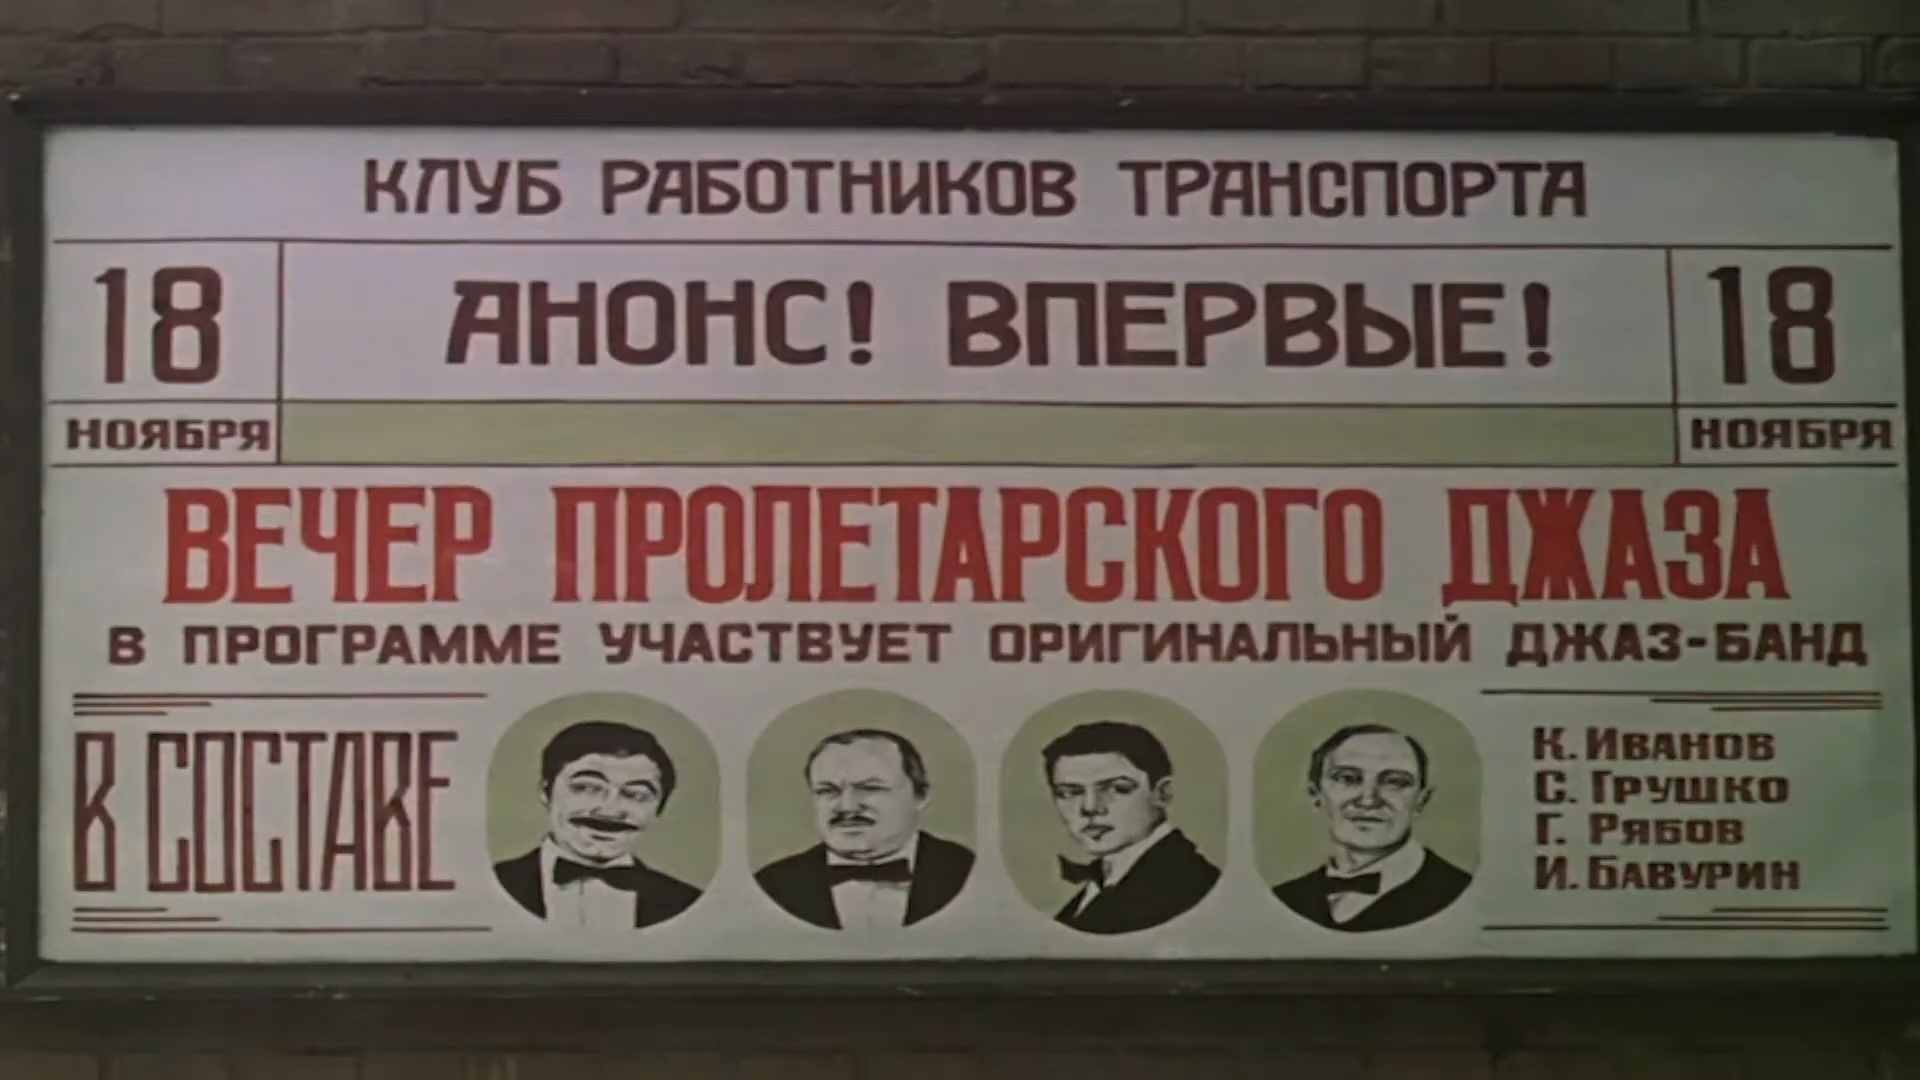 КЛУБ РАБОТНИКОВ ТРАНСПОРТА
18 АНОНС! ВПЕРВЫЕ! 18
НОЯБРЯ НОЯБРЯ
ВЕЧЕР ПРОЛЕТАРСКОГО ДЖАЗА
В ПРОГРАММЕ УЧАСТВУЕТ ОРИГИНАЛЬНЫЙ ДЖАЗ-БАНД
В СОСТАВЕ
К. ИВАНОВ
С. ГРУШКО
Г. РЯБОВ
И. БАВУРИН